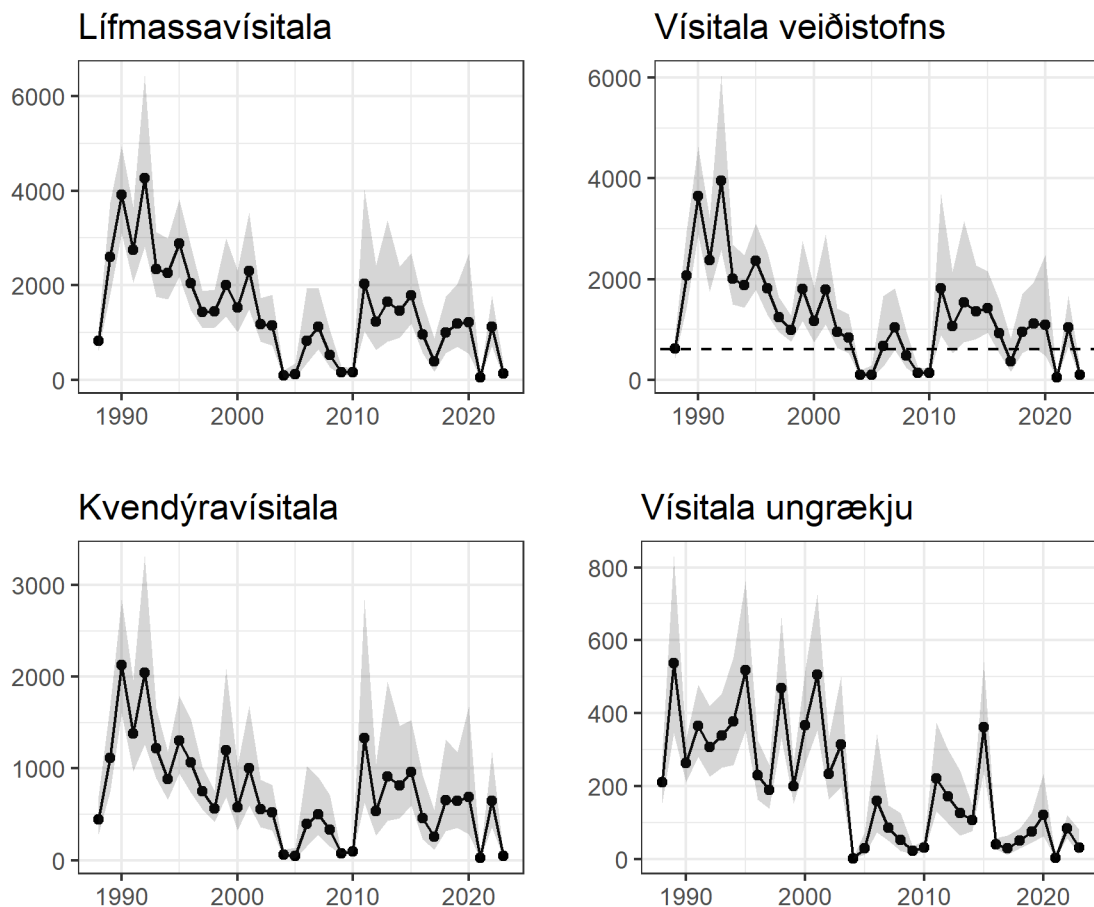 Lífmassavísitala
6000
4000
2000
0
1990 2000 2010 2020
Vísitala veiðistofns
6000
4000
2000
0
1990 2000 2010 2020
Kvendýravísitala
3000
2000
1000
0
1990 2000 2010 2020
Vísitala ungrækju
800
600
400
200
0
1990 2000 2010 2020